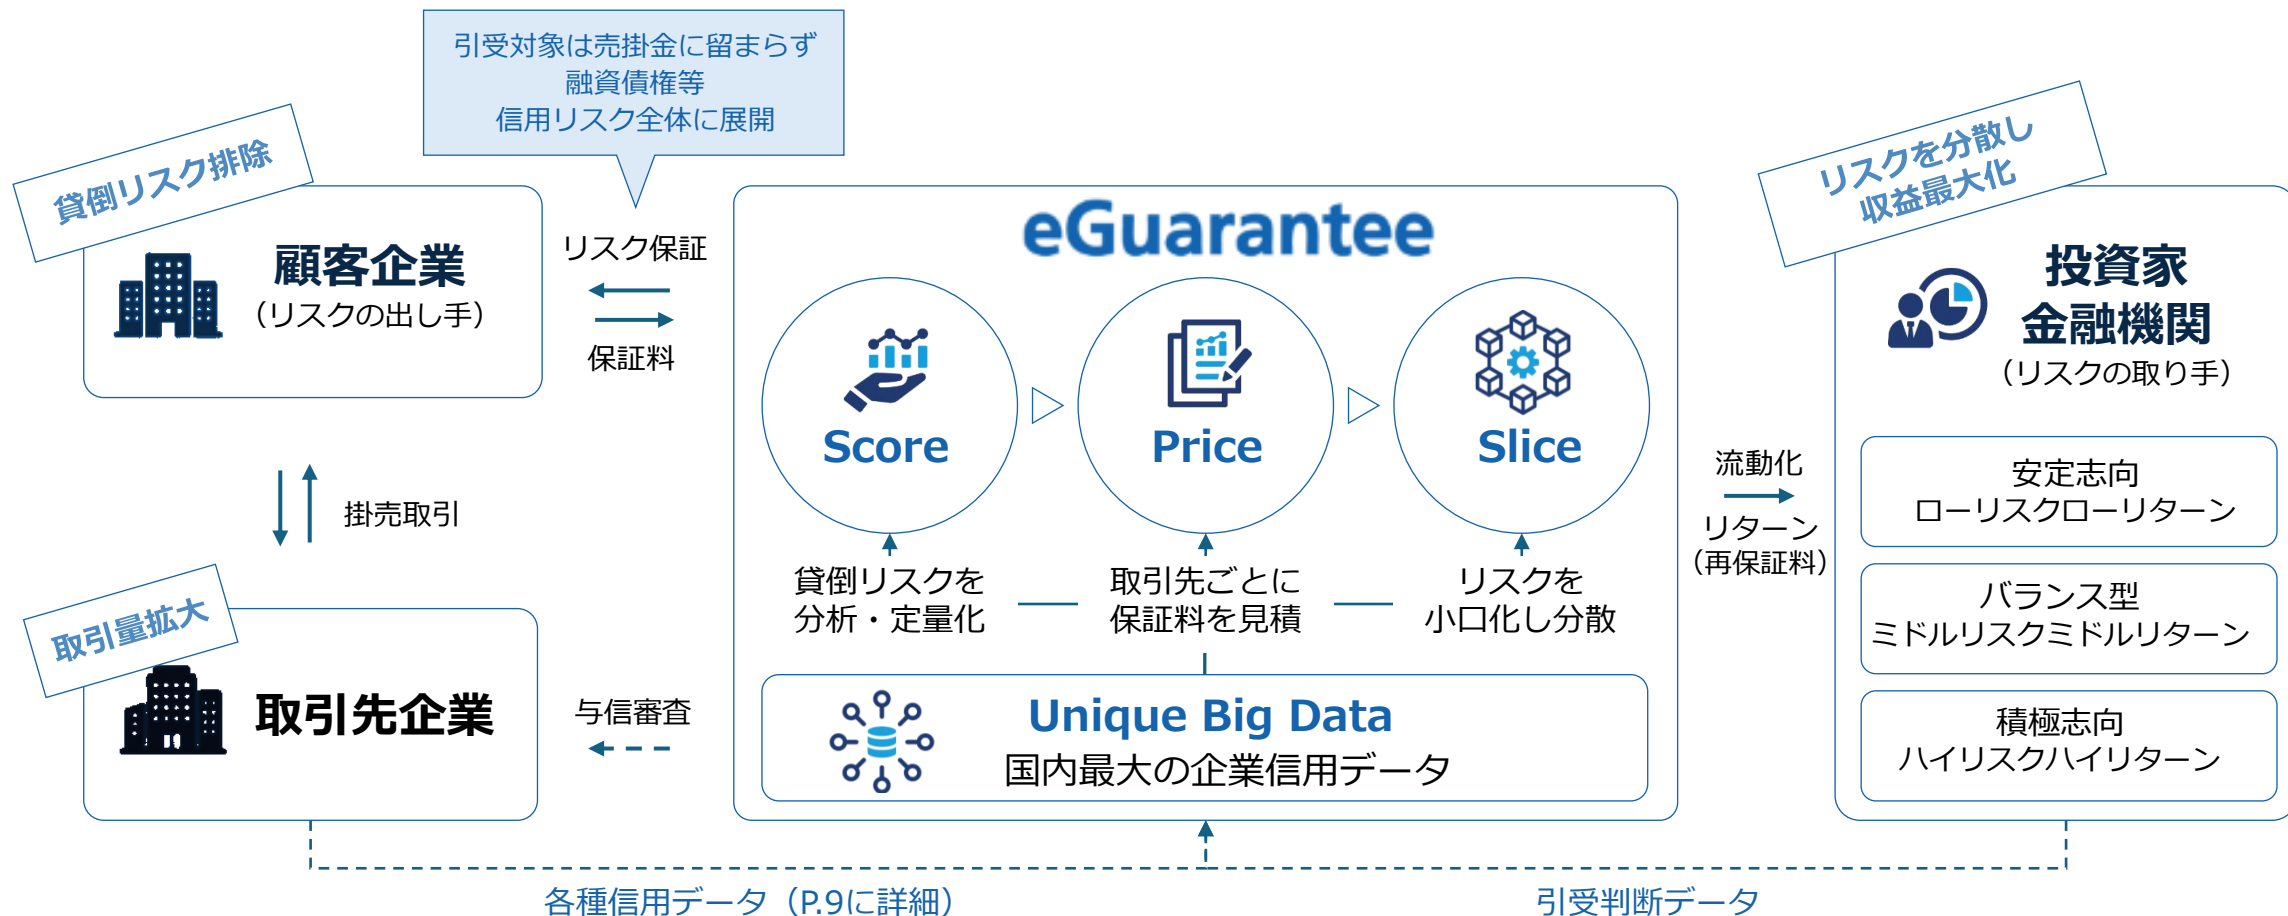 引受対象は売掛金に留まらず
融資債権等
信用リスク全体に展開
貸倒リスク排除
顧客企業
（リスクの出し手）
リスク保証
保証料
掛売取引
取引量拡大
取引先企業
与信審査
eGuarantee
Score
Price
Slice
貸倒リスクを
分析・定量化
取引先ごとに
保証料を見積
リスクを
小口化し分散
Unique Big Data
国内最大の企業信用データ
流動化
リターン
（再保証料）
リスクを分散し
収益最大化
投資家
金融機関
（リスクの取り手）
安定志向
ローリスクローリターン
バランス型
ミドルリスクミドルリターン
積極志向
ハイリスクハイリターン
各種信用データ（P.9に詳細）
引受判断データ